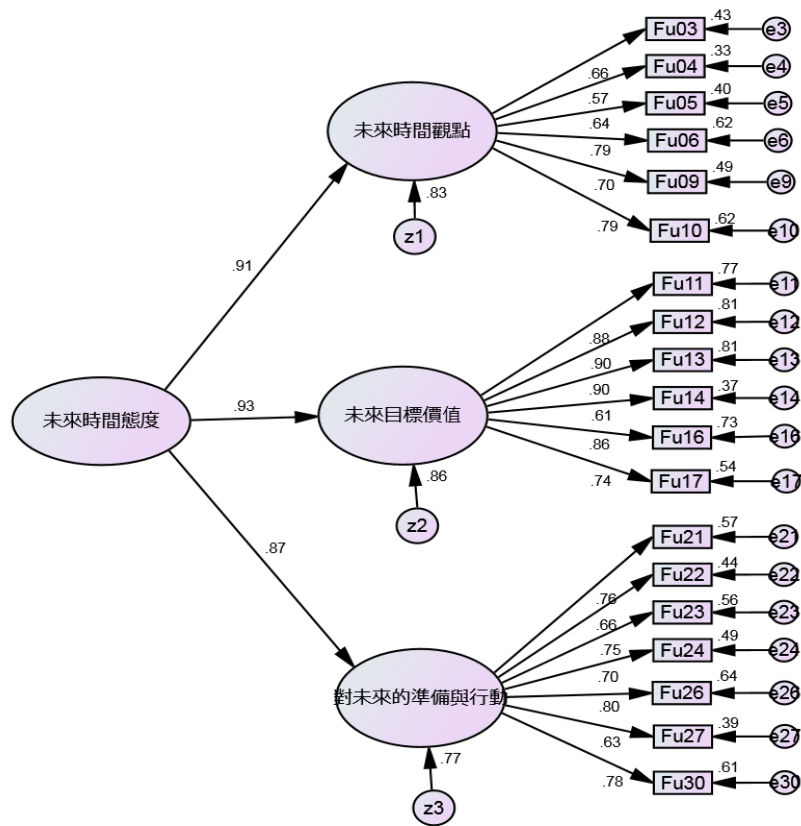 .43
Fu03
e3
.66
.33
Fu04
e4
.57
.40
Fu05
e5
未來時間觀點
.64
.62
Fu06
e6
.79
.49
Fu09
e9
.70
.83
.79
.62
Fu10
e10
z1
.91
.77
Fu11
e11
.88
.81
Fu12
e12
.90
.81
Fu13
e13
.90
.37
Fu14
e14
未來時間態度
.93
未來目標價值
.61
.73
Fu16
e16
.86
.74
.54
Fu17
e17
.86
z2
.57
Fu21
e21
.87
.76
.44
Fu22
e22
.66
.56
Fu23
e23
.75
.49
Fu24
e24
對未來的準備與行動
.70
.64
Fu26
e26
.80
.39
Fu27
e27
.63
.77
.78
.61
Fu30
e30
z3